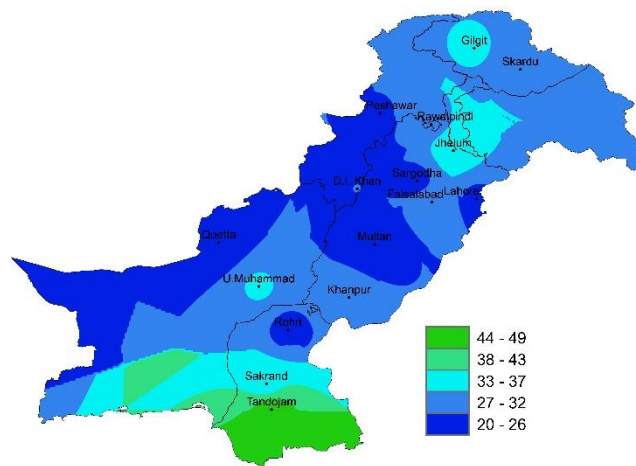 Gilgit
Skardu
Peshawar
Rawalpindi
Jhelum
Sargodha
D.I. Khan
Faisalabad
Lahore
Quetta
Multan
U.Muhammad
Khanpur
Rohri
Sakrand
Tandojam
44 - 49
38 - 43
33 - 37
27 - 32
20 - 26